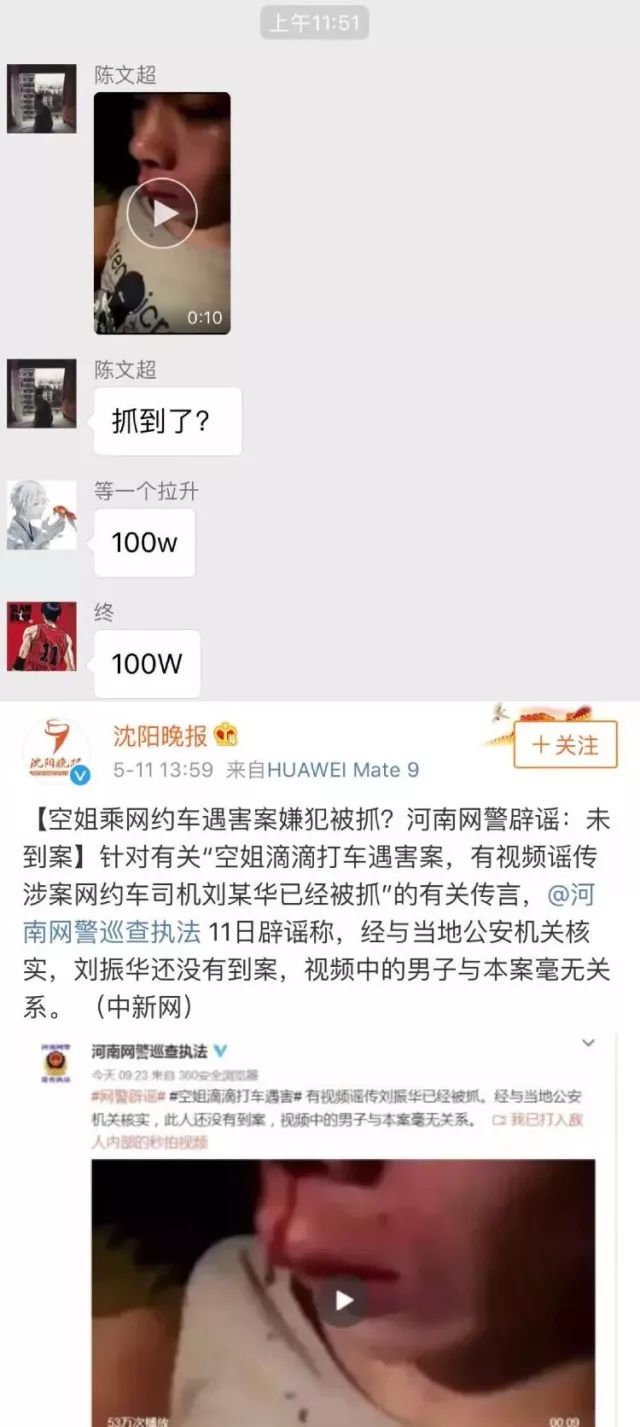 上午11:51
陈文超
0:10
陈文超
抓到了？
等一个拉升
100w
终
100W
沈阳晚报
5-11 13:59 来自HUAWEI Mate 9
＋关注
【空姐乘网约车遇害案嫌犯被抓？河南网警辟谣：未
到案】针对有关“空姐滴滴打车遇害案，有视频谣传
涉案网约车司机刘某华已经被抓”的有关传言，@河
南网警巡查执法 11日辟谣称，经与当地公安机关核
实，刘振华还没有到案，视频中的男子与本案毫无关
系。（中新网）
河南网警巡查执法
今天 09:23 来自 360安全浏览器
#网警辟谣# #空姐滴滴打车遇害# 有视频谣传刘振华已经被抓。经与当地公安
机关核实，此人还没有到案，视频中的男子与本案毫无关系。 我已打入敌
人内部的秒拍视频
53万次播放
00:09